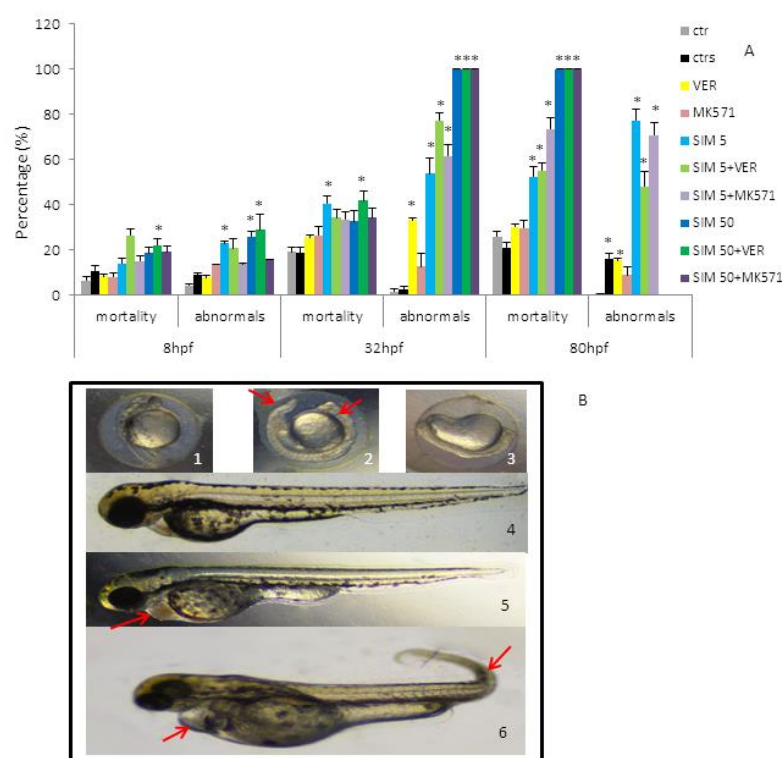 120
100
80
60
40
20
0
Percentage (%)
* * * * * * * * * * * * * * * * * * * * * * * *
mortality abnormals mortality abnormals mortality abnormals
8hpf 32hpf 80hpf
A
ctr
ctrs
VER
MK571
SIM 5
SIM 5+VER
SIM 5+MK571
SIM 50
SIM 50+VER
SIM 50+MK571
B
1 2 3
4
5
6